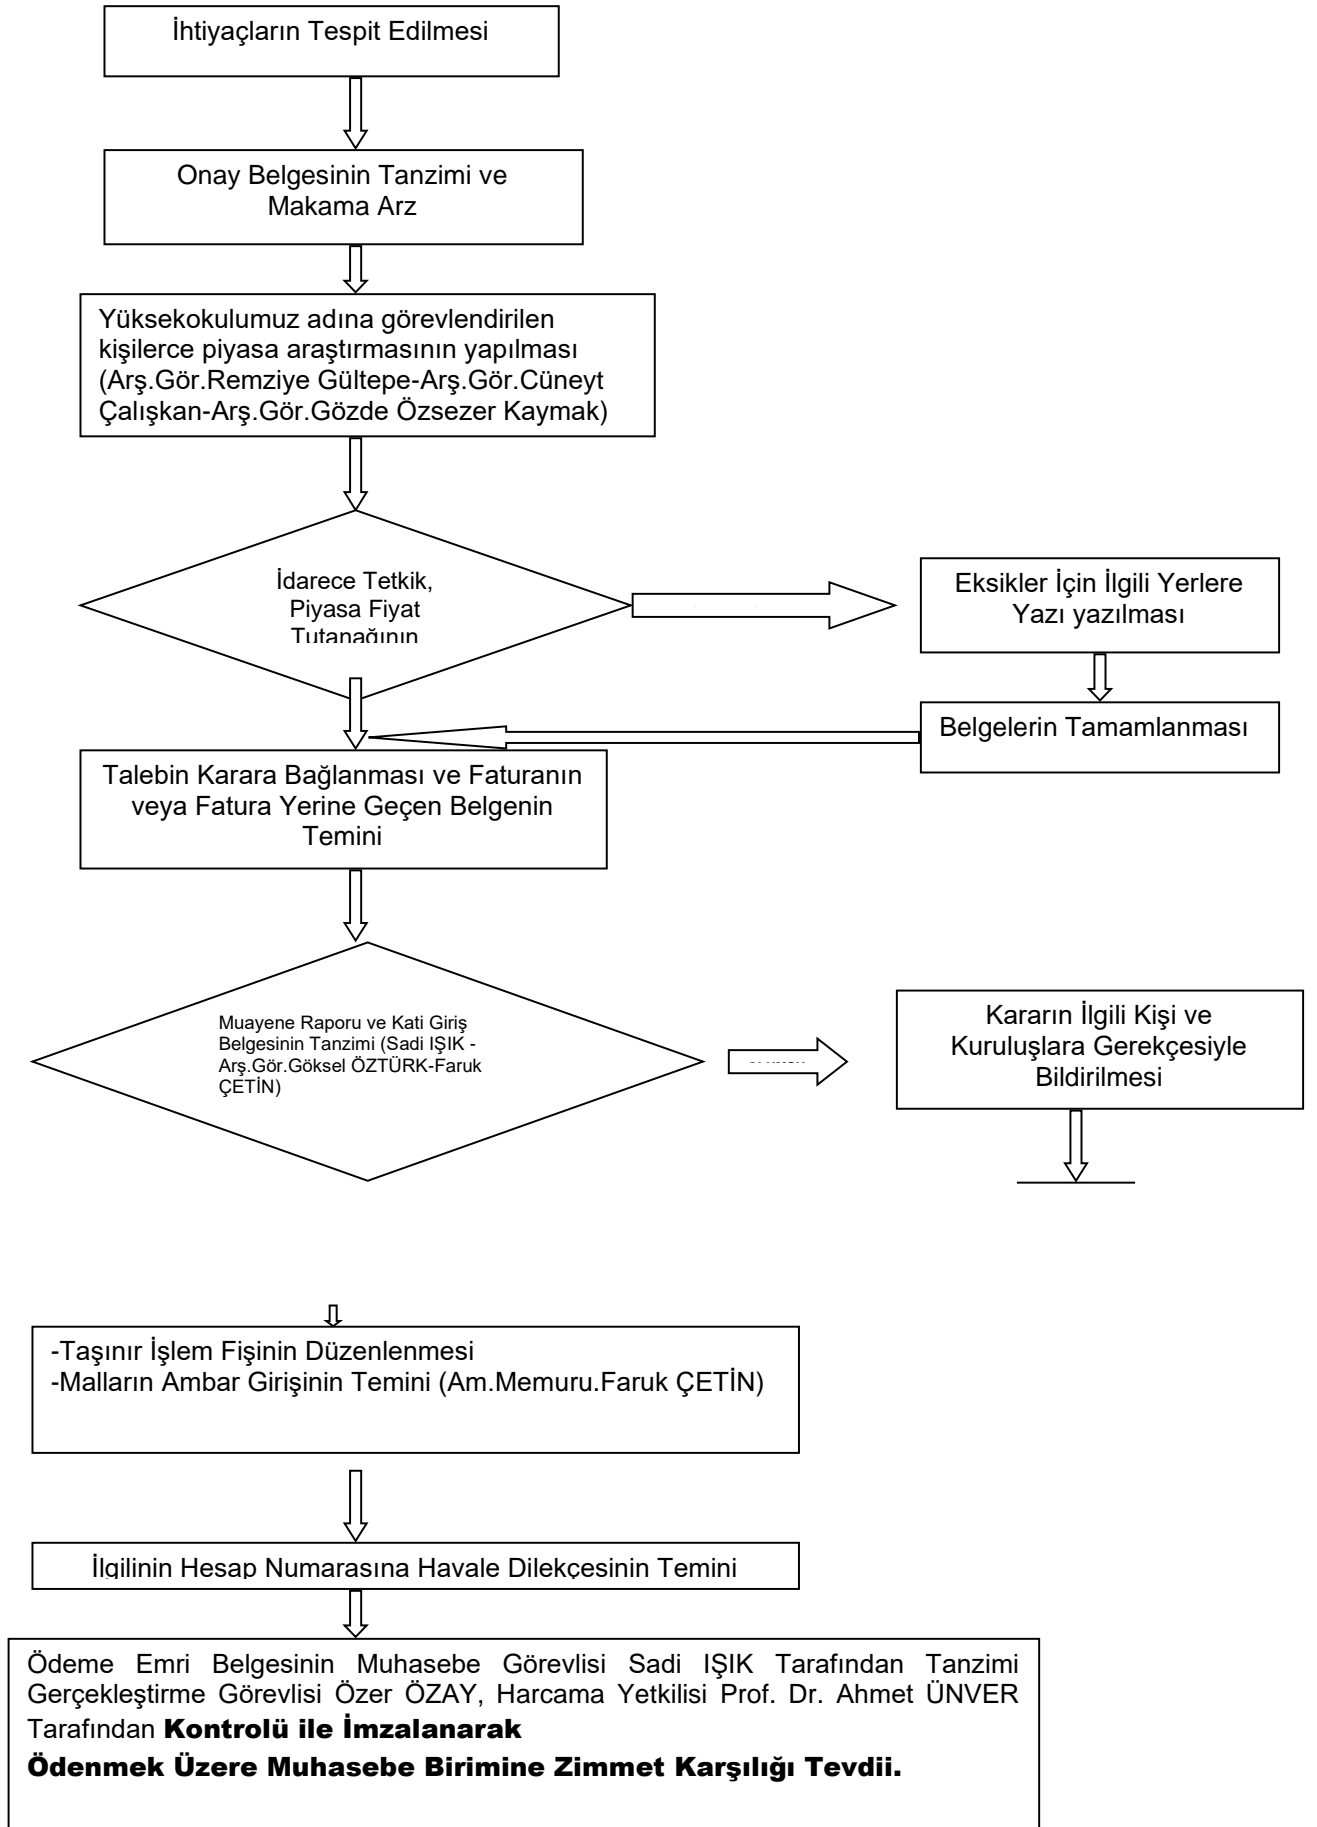 İhtiyaçların Tespit Edilmesi
Onay Belgesinin Tanzimi ve
Makama Arz
Yüksekokulumuz adına görevlendirilen
kişilerce piyasa araştırmasının yapılması
(Arş.Gör.Remziye Gültepe-Arş.Gör.Cüneyt
Çalışkan-Arş.Gör.Gözde Özsezer Kaymak)
İdarece Tetkik,
Piyasa Fiyat
Tutanağının
Eksikler İçin İlgili Yerlere
Yazı yazılması
Belgelerin Tamamlanması
Talebin Karara Bağlanması ve Faturanın
veya Fatura Yerine Geçen Belgenin
Temini
Muayene Raporu ve Kati Giriş
Belgesinin Tanzimi (Sadi IŞIK -
Arş.Gör.Göksel ÖZTÜRK-Faruk
ÇETİN)
Kararın İlgili Kişi ve
Kuruluşlara Gerekçesiyle
Bildirilmesi
-Taşınır İşlem Fişinin Düzenlenmesi
-Malların Ambar Girişinin Temini (Am.Memuru.Faruk ÇETİN)
İlgilinin Hesap Numarasına Havale Dilekçesinin Temini
Ödeme Emri Belgesinin Muhasebe Görevlisi Sadi IŞIK Tarafından Tanzimi
Gerçekleştirme Görevlisi Özer ÖZAY, Harcama Yetkilisi Prof. Dr. Ahmet ÜNVER
Tarafından Kontrolü ile İmzalanarak
Ödenmek Üzere Muhasebe Birimine Zimmet Karşılığı Tevdii.